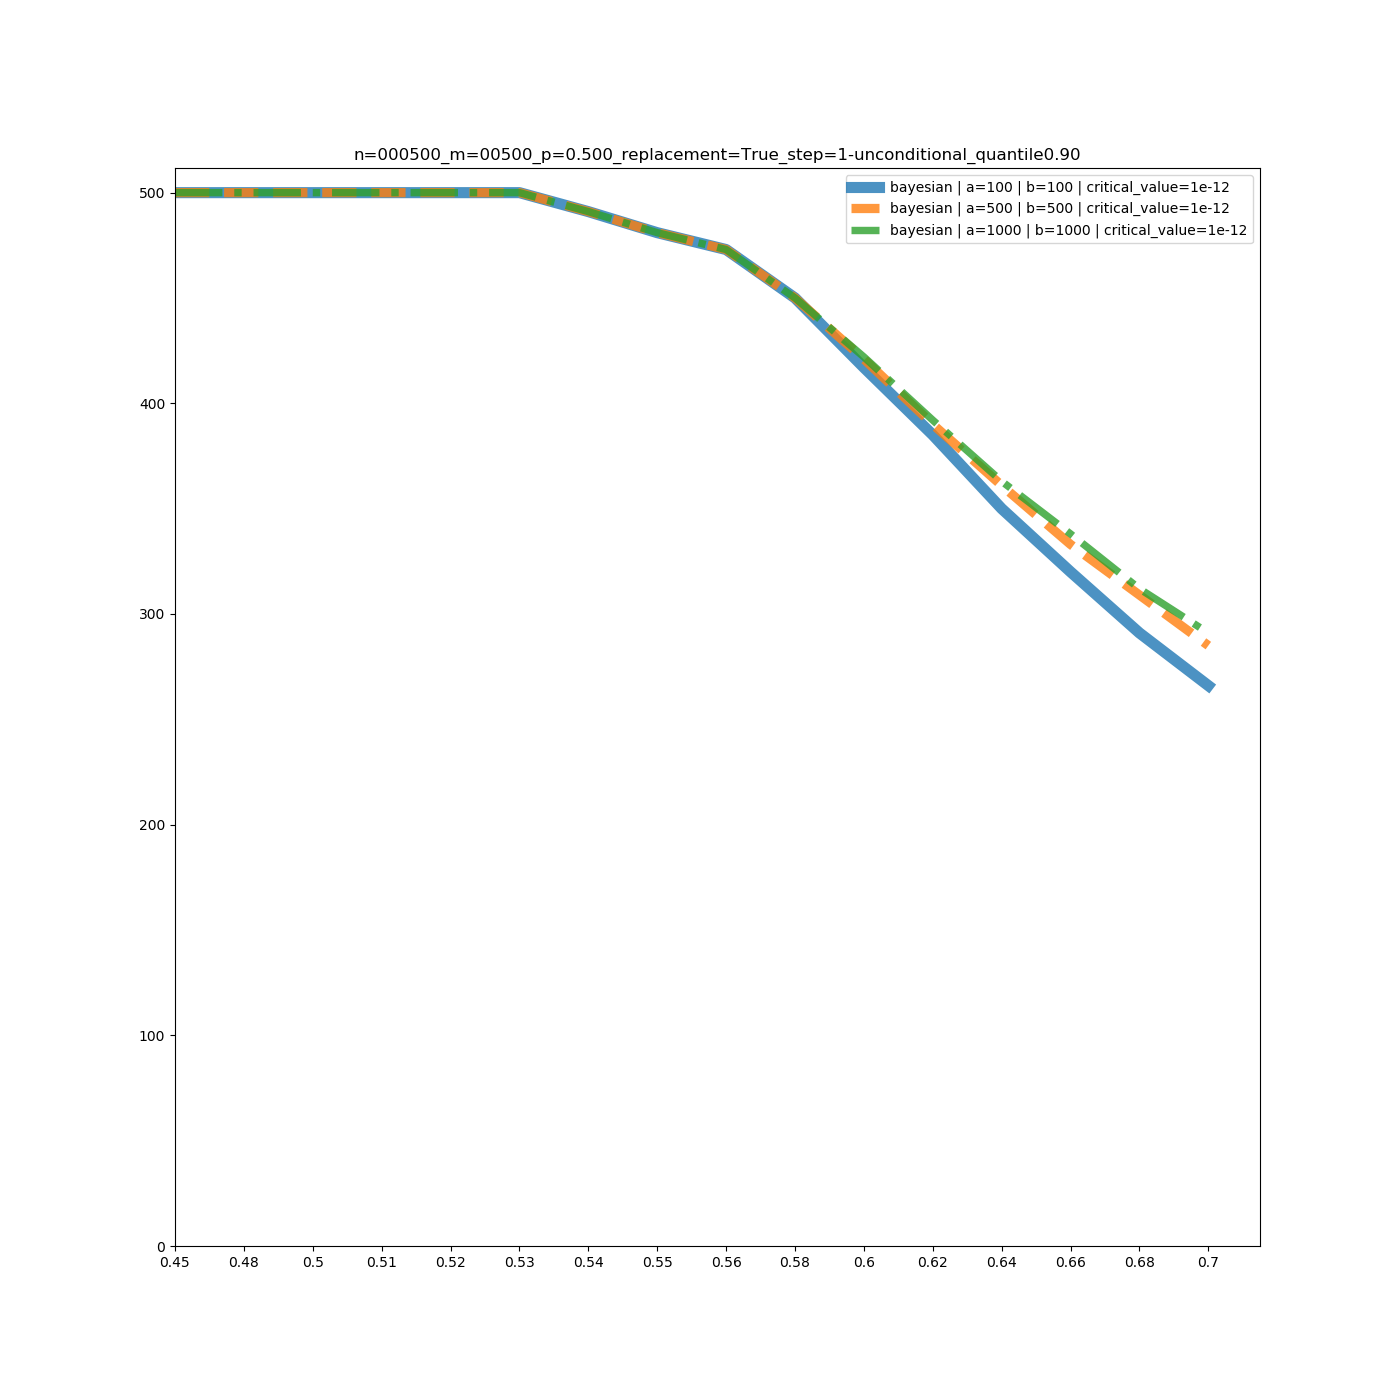 n=000500_m=00500_p=0.500_replacement=True_step=1-unconditional_quantile0.90
bayesian | a=100 | b=100 | critical_value=1e-12
bayesian | a=500 | b=500 | critical_value=1e-12
bayesian | a=1000 | b=1000 | critical_value=1e-12
500
400
300
200
100
0
0.45 0.48 0.5 0.51 0.52 0.53 0.54 0.55 0.56 0.58 0.6 0.62 0.64 0.66 0.68 0.7